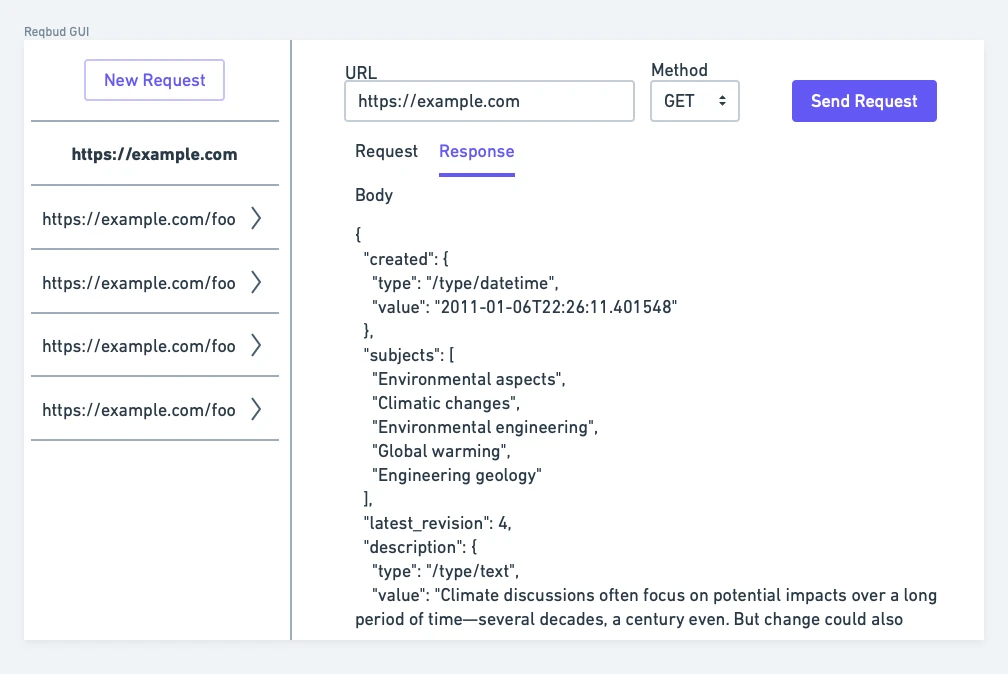 Reqbud GUI
New Request
https://example.com
https://example.com/foo
https://example.com/foo
https://example.com/foo
https://example.com/foo
URL
https://example.com
Method
GET
Send Request
Request Response
Body
{
"created": {
"type": "/type/datetime",
"value": "2011-01-06T22:26:11.401548"
},
"subjects": [
"Environmental aspects",
"Climatic changes",
"Environmental engineering",
"Global warming",
"Engineering geology"
],
"latest_revision": 4,
"description": {
"type": "/type/text",
"value": "Climate discussions often focus on potential impacts over a long
period of time—several decades, a century even. But change could also